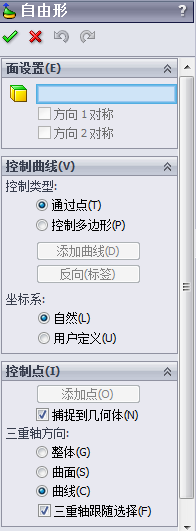 自由形
?
面设置(E)
方向 1 对称
方向 2 对称
控制曲线(V)
控制类型:
通过点(T)
控制多边形(P)
添加曲线(D)
反向(标签)
坐标系:
自然(L)
用户定义(U)
控制点(I)
添加点(O)
捕捉到几何体(N)
三重轴方向:
整体(G)
曲面(S)
曲线(C)
三重轴跟随选择(F)